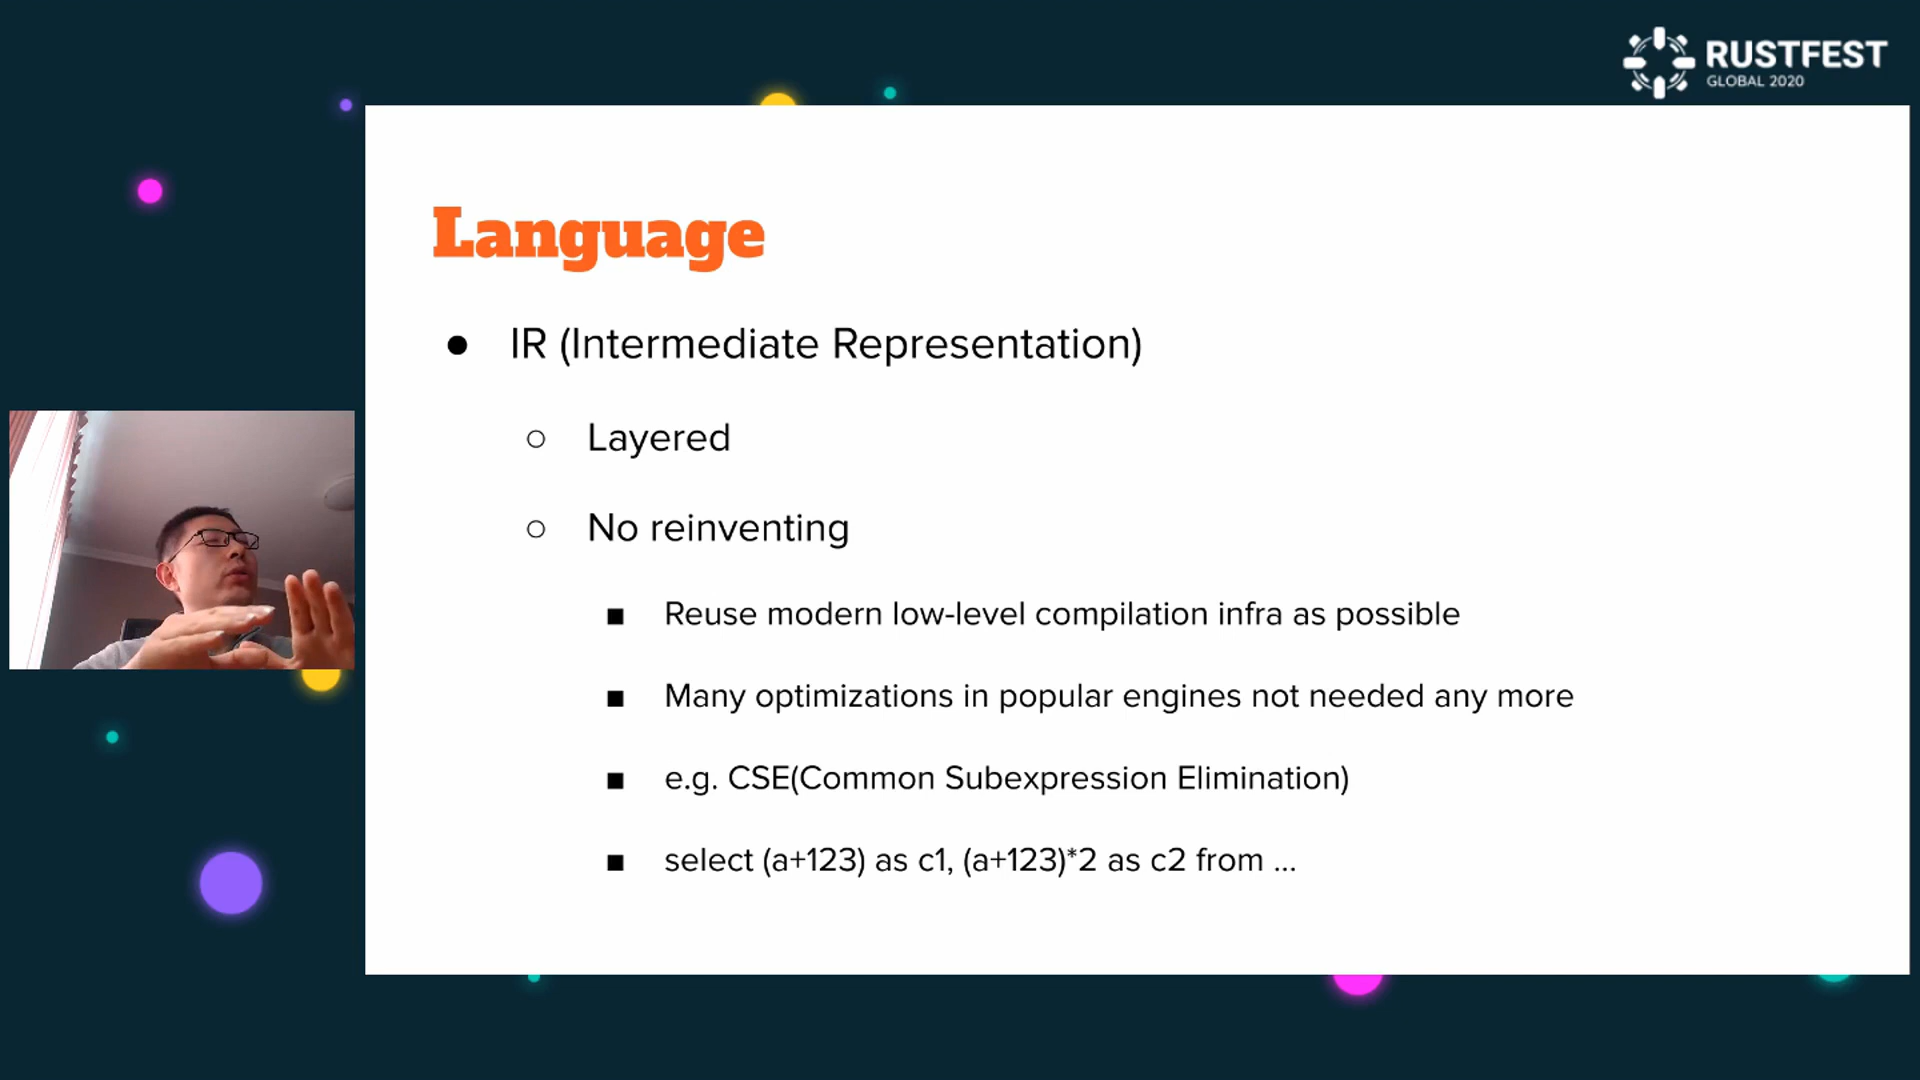 RUSTFEST
GLOBAL 2020
Language
● IR (Intermediate Representation)
○ Layered
○ No reinventing
■ Reuse modern low-level compilation infra as possible
■ Many optimizations in popular engines not needed any more
■ e.g. CSE(Common Subexpression Elimination)
■ select (a+123) as c1, (a+123)*2 as c2 from ...